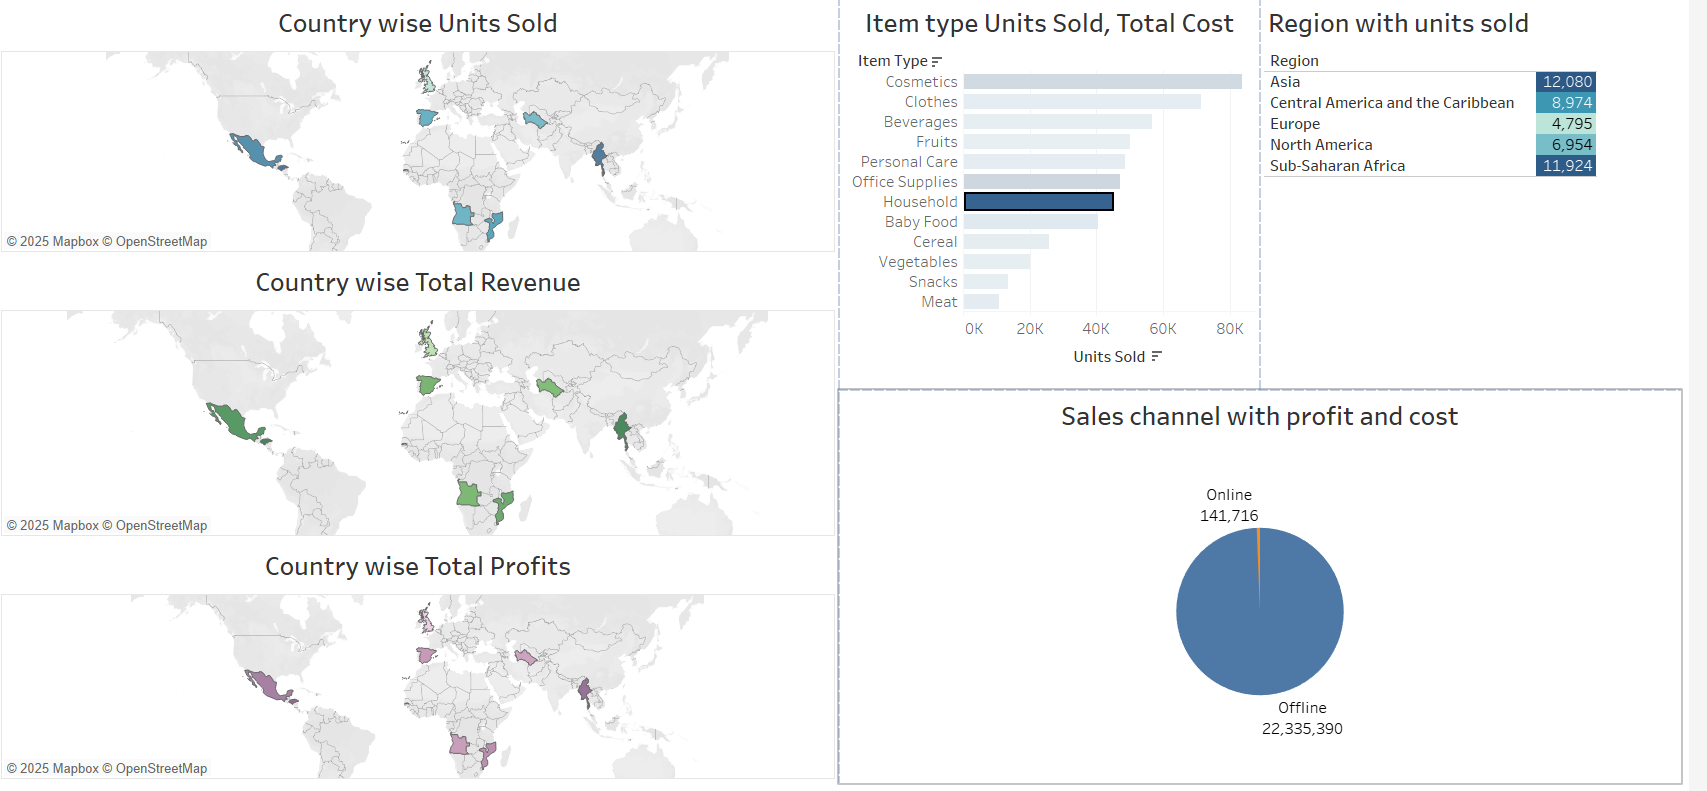 Country wise Units Sold
© 2025 Mapbox © OpenStreetMap
Country wise Total Revenue
© 2025 Mapbox © OpenStreetMap
Country wise Total Profits
© 2025 Mapbox © OpenStreetMap
Item type Units Sold, Total Cost
Item Type
Cosmetics
Clothes
Beverages
Fruits
Personal Care
Office Supplies
Household
Baby Food
Cereal
Vegetables
Snacks
Meat
0K 20K 40K 60K 80K
Units Sold
Region with units sold
Region
Asia 12,080
Central America and the Caribbean 8,974
Europe 4,795
North America 6,954
Sub-Saharan Africa 11,924
Sales channel with profit and cost
Online
141,716
Offline
22,335,390